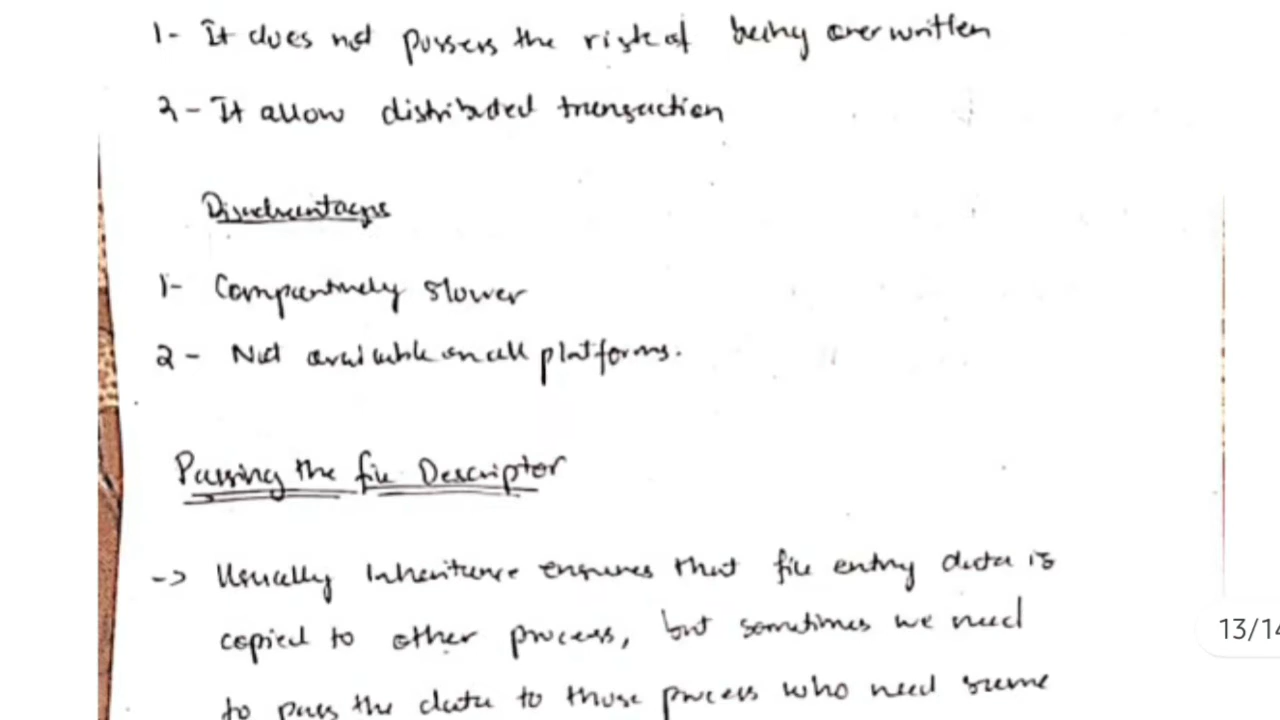 1- It does not possess the risk of being overwritten
2- It allow distributed transaction
Disadvantages
1- Comparitively slower
2- Not available on all platforms.
Passing the file Descriptor
-> Usually Inheritence ensures that file entry data is
copied to other process, but sometimes we need
to pass the data to those process who need same
13/14